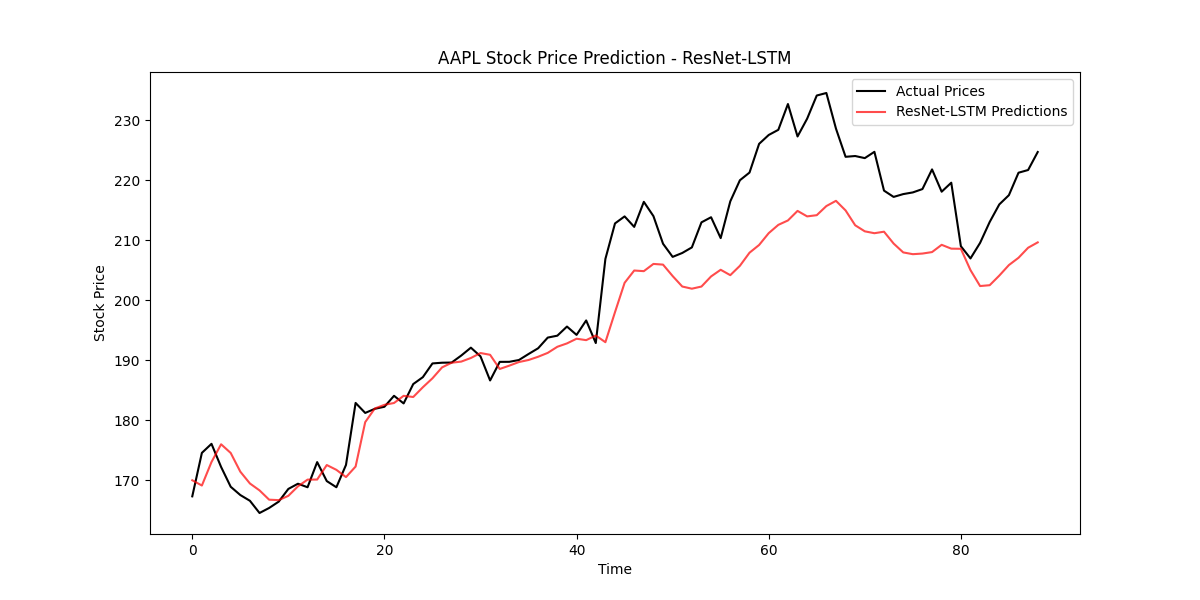 AAPL Stock Price Prediction - ResNet-LSTM
Actual Prices
ResNet-LSTM Predictions
230
220
210
200
190
180
170
Stock Price
0 20 40 60 80
Time